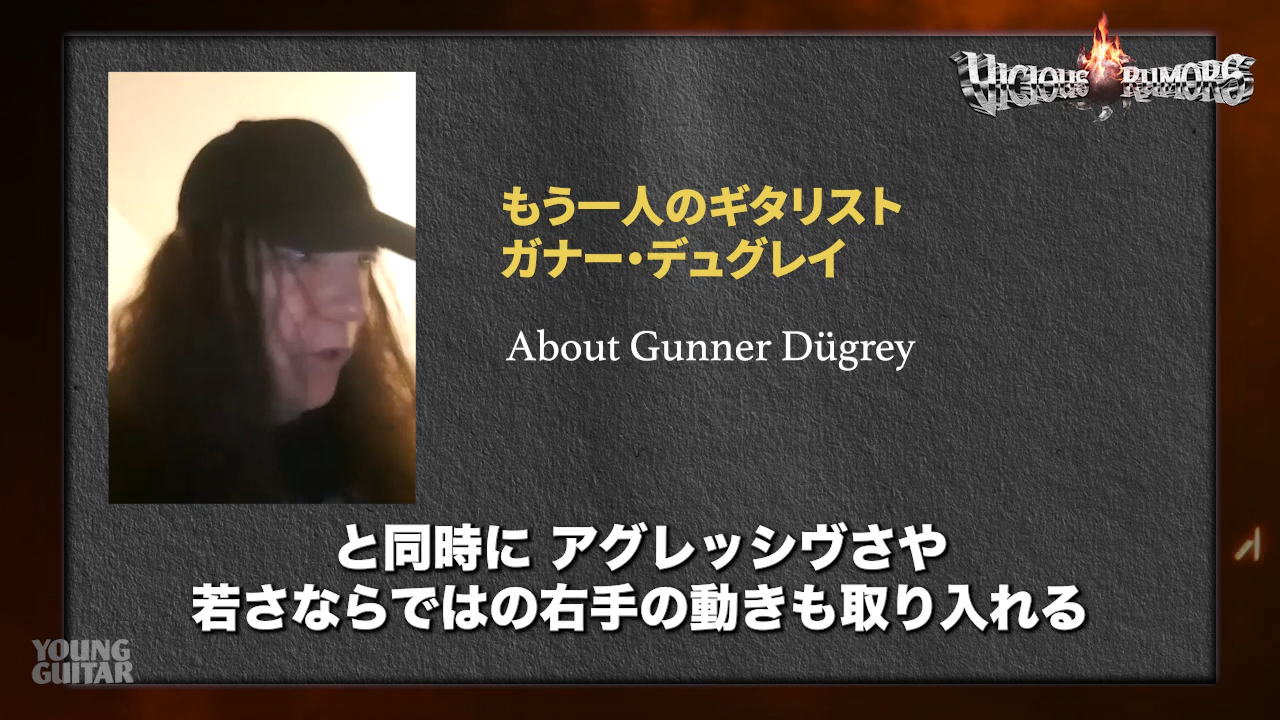 VICIOUS RUMORS
もう一人のギタリスト
ガナー・デュグレイ
About Gunner Dügrey
と同時に アグレッシヴさや
若さならではの右手の動きも取り入れる
YOUNG
GUITAR